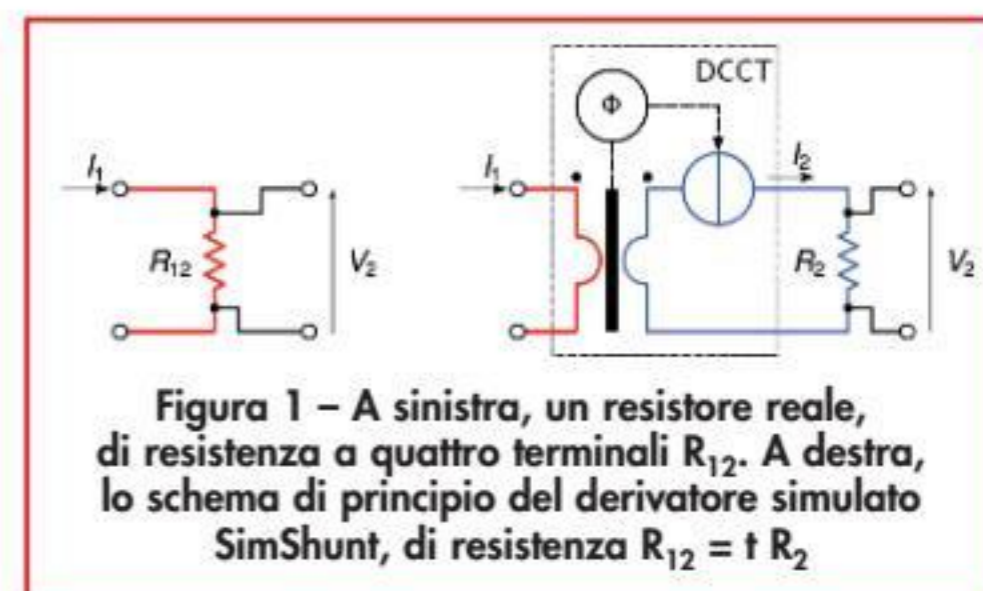 DCCT
Φ
I₁
R₁₂
V₂
I₁
I₂
R₂
V₂
Figura 1 – A sinistra, un resistore reale,
di resistenza a quattro terminali R₁₂. A destra,
lo schema di principio del derivatore simulato
SimShunt, di resistenza R₁₂ = t R₂